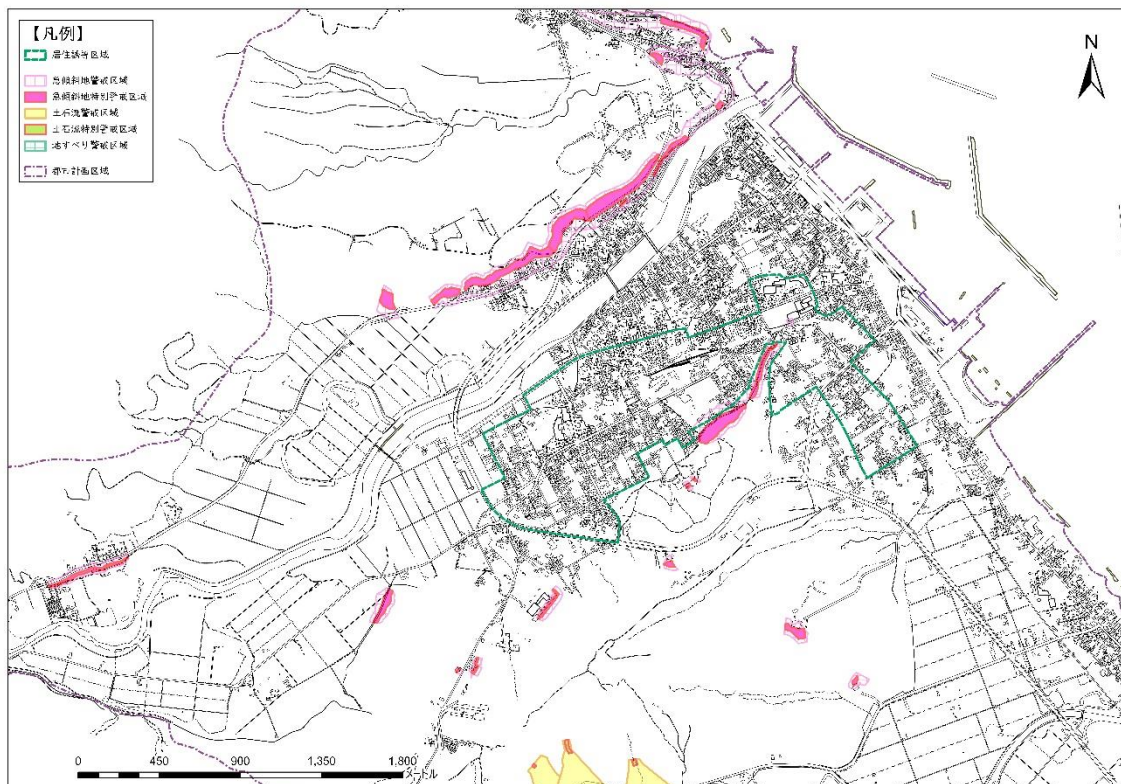 【凡例】
居住誘導区域
急傾斜地警戒区域
急傾斜地特別警戒区域
土石流警戒区域
土石流特別警戒区域
地すべり警戒区域
都市計画区域
N
0 450 900 1,350 1,800
メートル